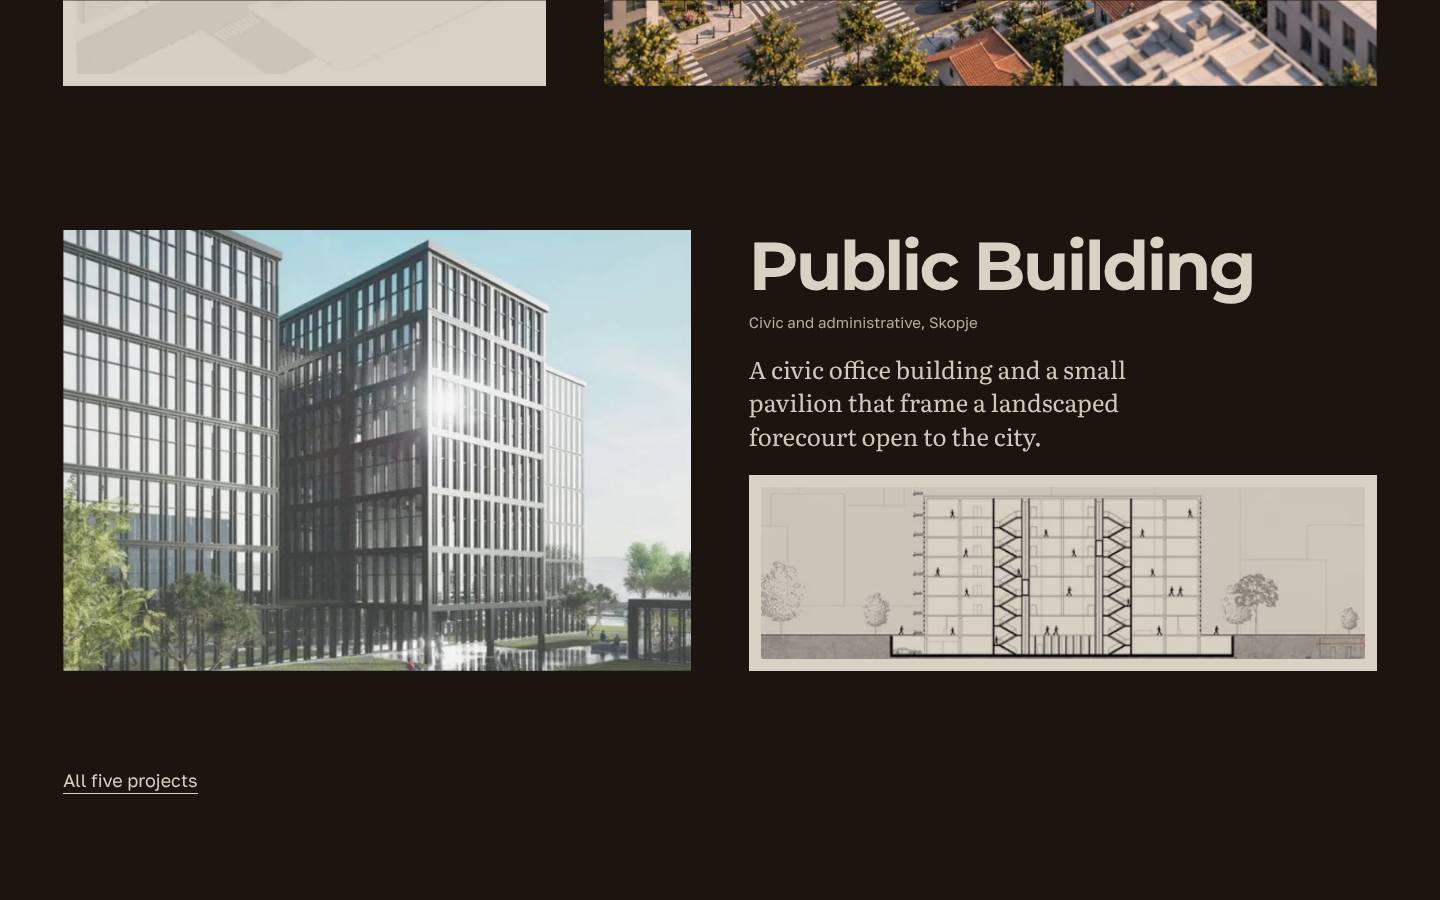 Public Building
Civic and administrative, Skopje
A civic office building and a small
pavilion that frame a landscaped
forecourt open to the city.
All five projects